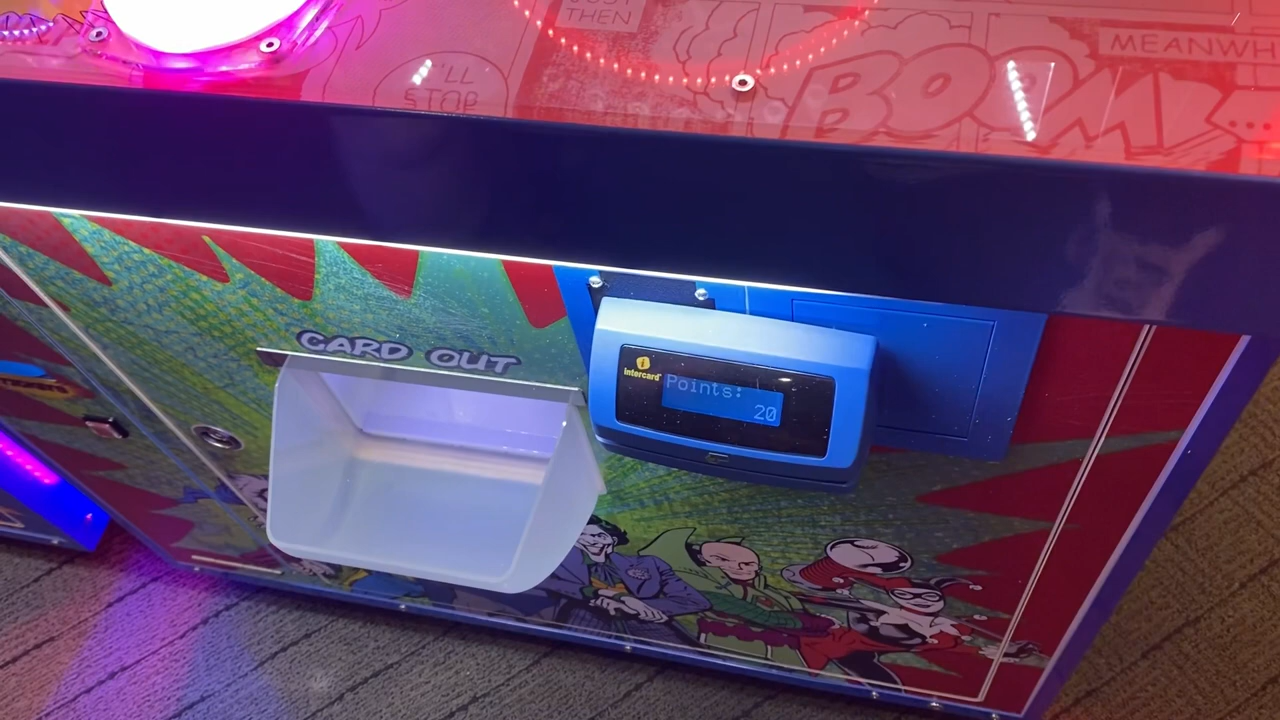 JUST
THEN
'LL
STOP
BOOM!
MEANWH
CARD OUT
intercard
Points:
20